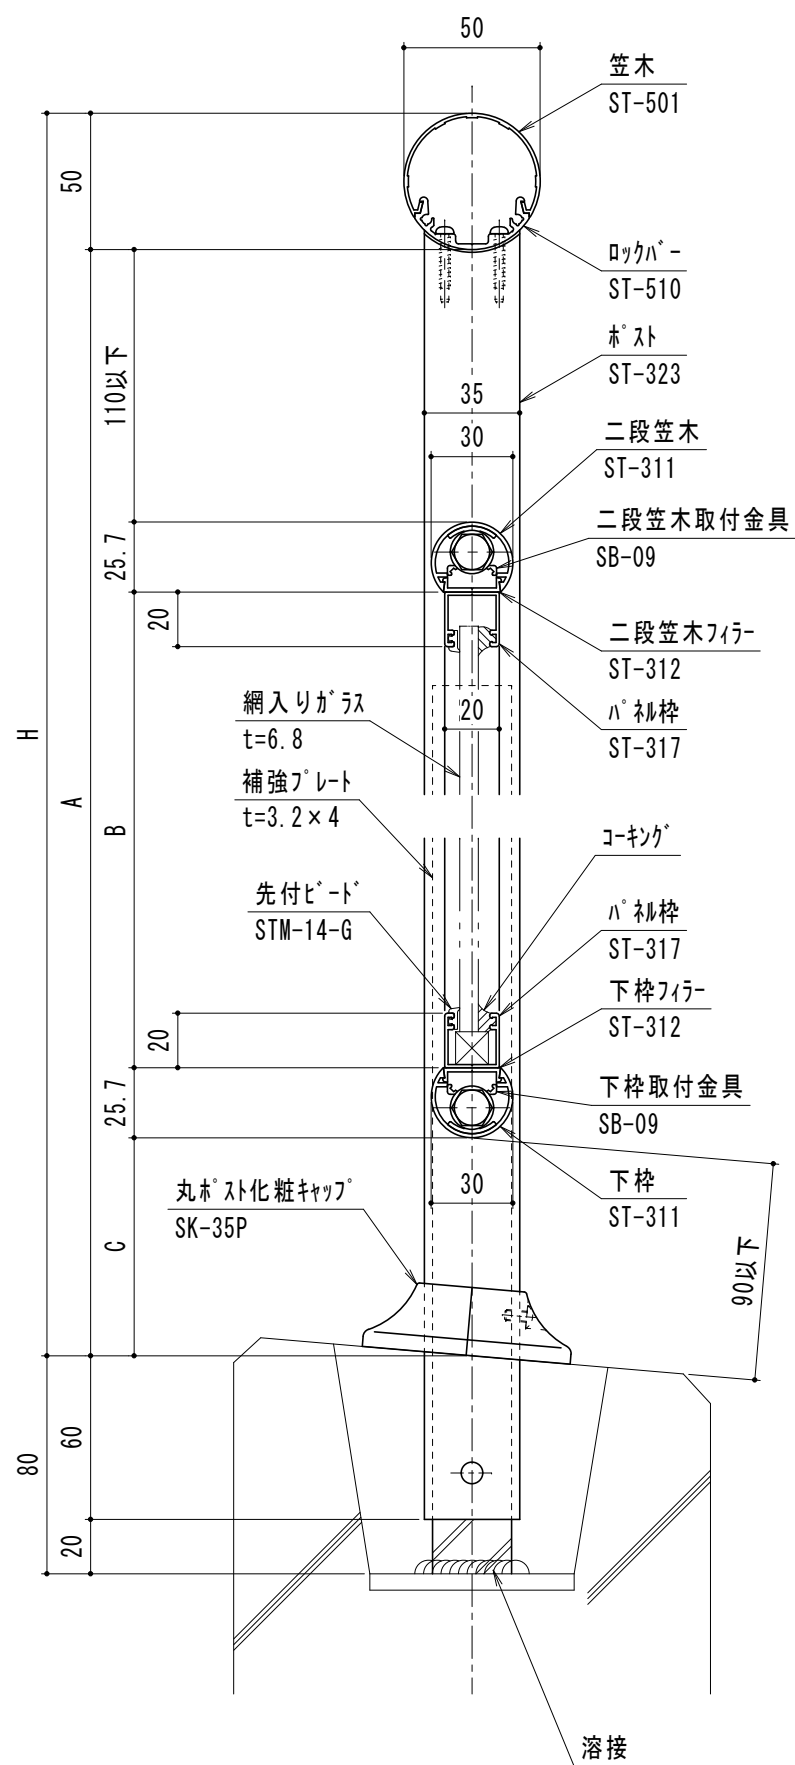 50
笠木
ST-501
50
ロックバー
ST-510
ポスト
ST-323
110以下
35
30
二段笠木
ST-311
二段笠木取付金具
SB-09
25.7
20
二段笠木フィラー
ST-312
網入りガラス
t=6.8
20
パネル枠
ST-317
H
A
B
補強プレート
t=3.2×4
コーキング
先付ビード
STM-14-G
パネル枠
ST-317
下枠フィラー
ST-312
20
25.7
下枠取付金具
SB-09
丸ポスト化粧キャップ
SK-35P
30
下枠
ST-311
C
90以下
80
60
20
溶接